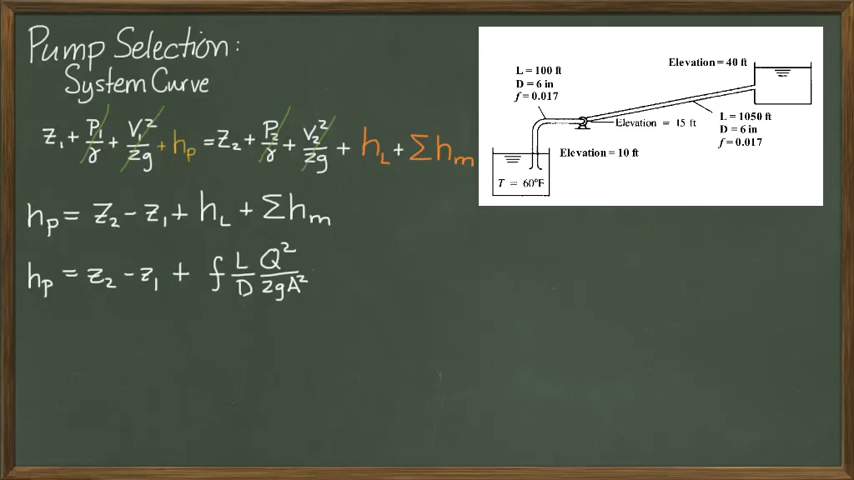 Pump Selection:
System Curve
z₁ + P₁/γ + V₁²/2g + hp = z₂ + P₂/γ + V₂²/2g + hL + Σhm
hp = z₂ − z₁ + hL + Σhm
hp = z₂ − z₁ + f L/D Q²/2gA²
Elevation = 40 ft
L = 100 ft
D = 6 in
f = 0.017
Elevation = 15 ft
L = 1050 ft
D = 6 in
f = 0.017
Elevation = 10 ft
T = 60°F